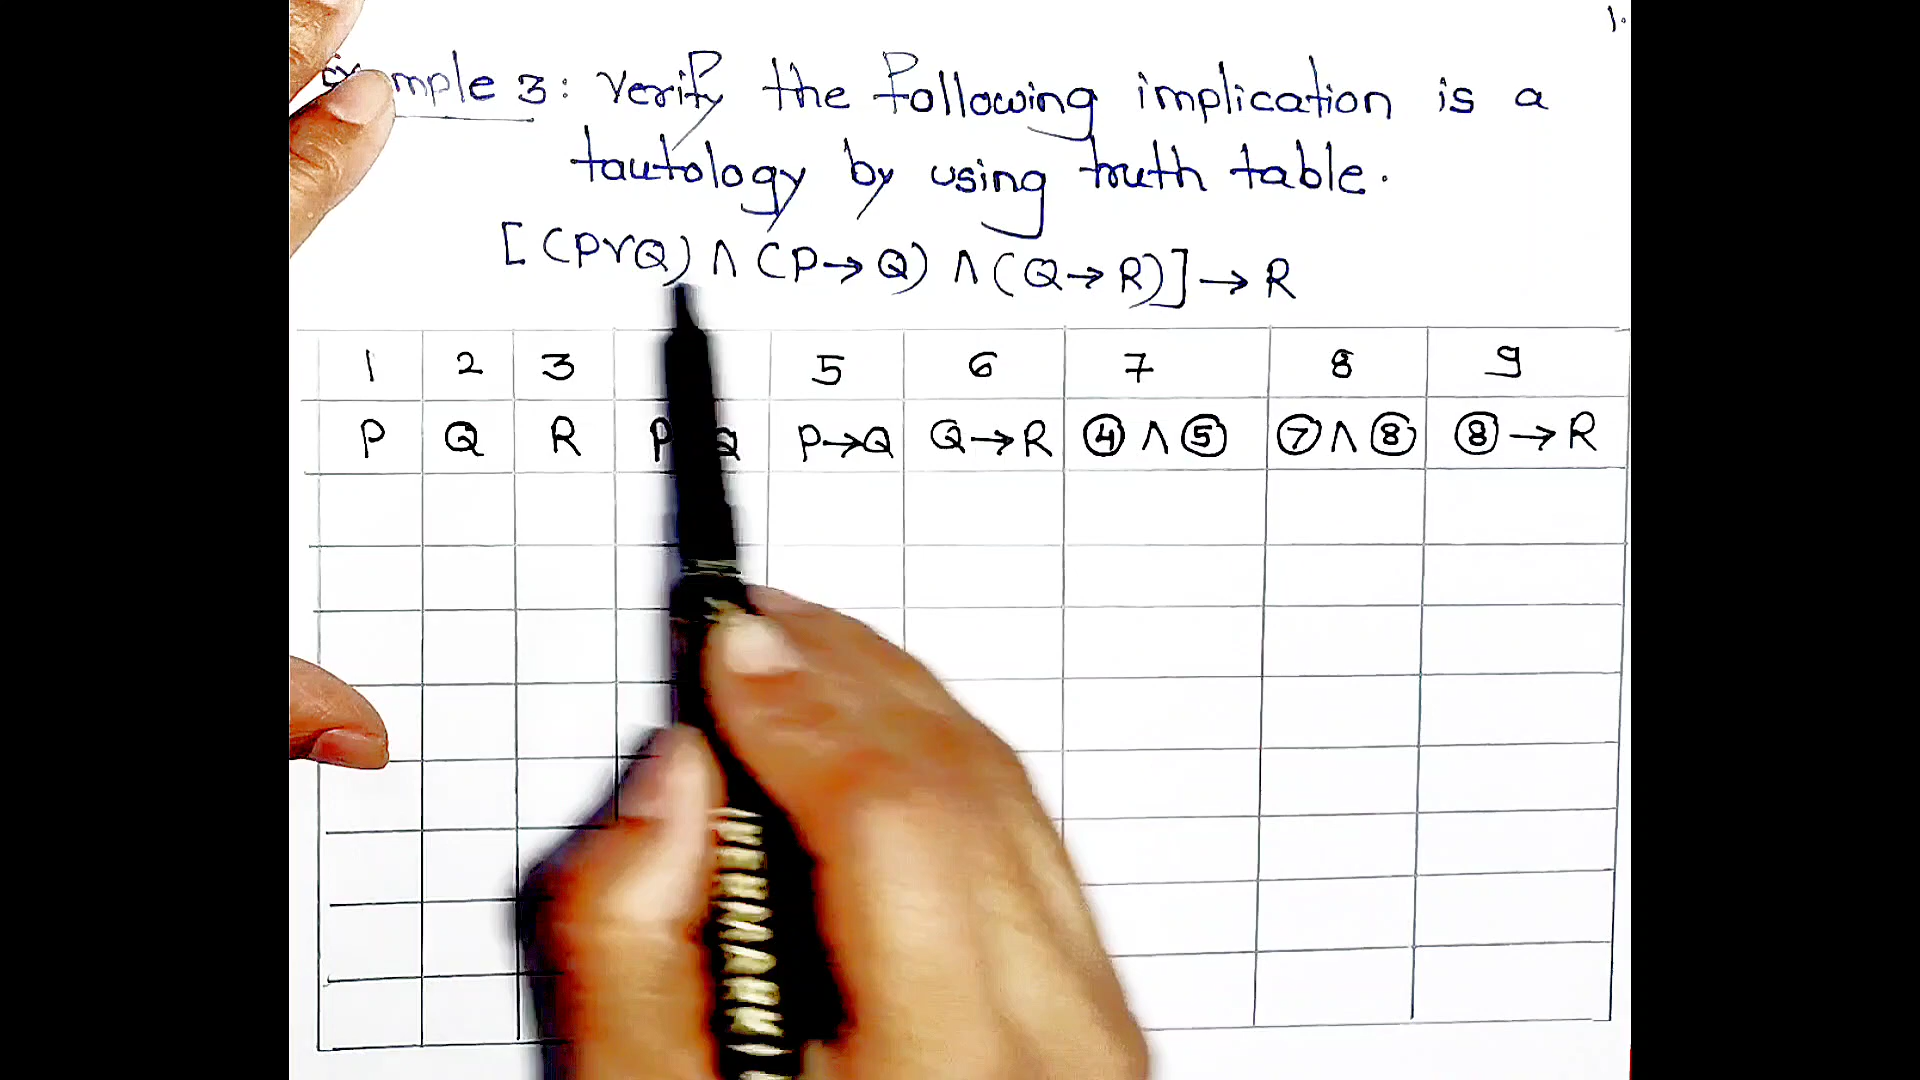 1.
mple 3: Verify the following implication is a
tautology by using truth table.
[(P∨Q) ∧ (P→Q) ∧ (Q→R)] → R
1 2 3 5 6 7 8 9
P Q R P Q P→Q Q→R ④ ∧ ⑤ ⑦ ∧ ⑧ ⑧ → R